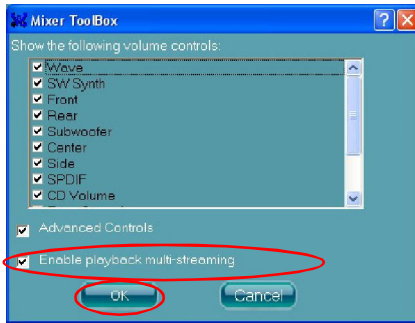 Mixer ToolBox
Show the following volume controls:
Wave
SW Synth
Front
Rear
Subwoofer
Center
Side
SPDIF
CD Volume
Advanced Controls
Enable playback multi-streaming
OK
Cancel